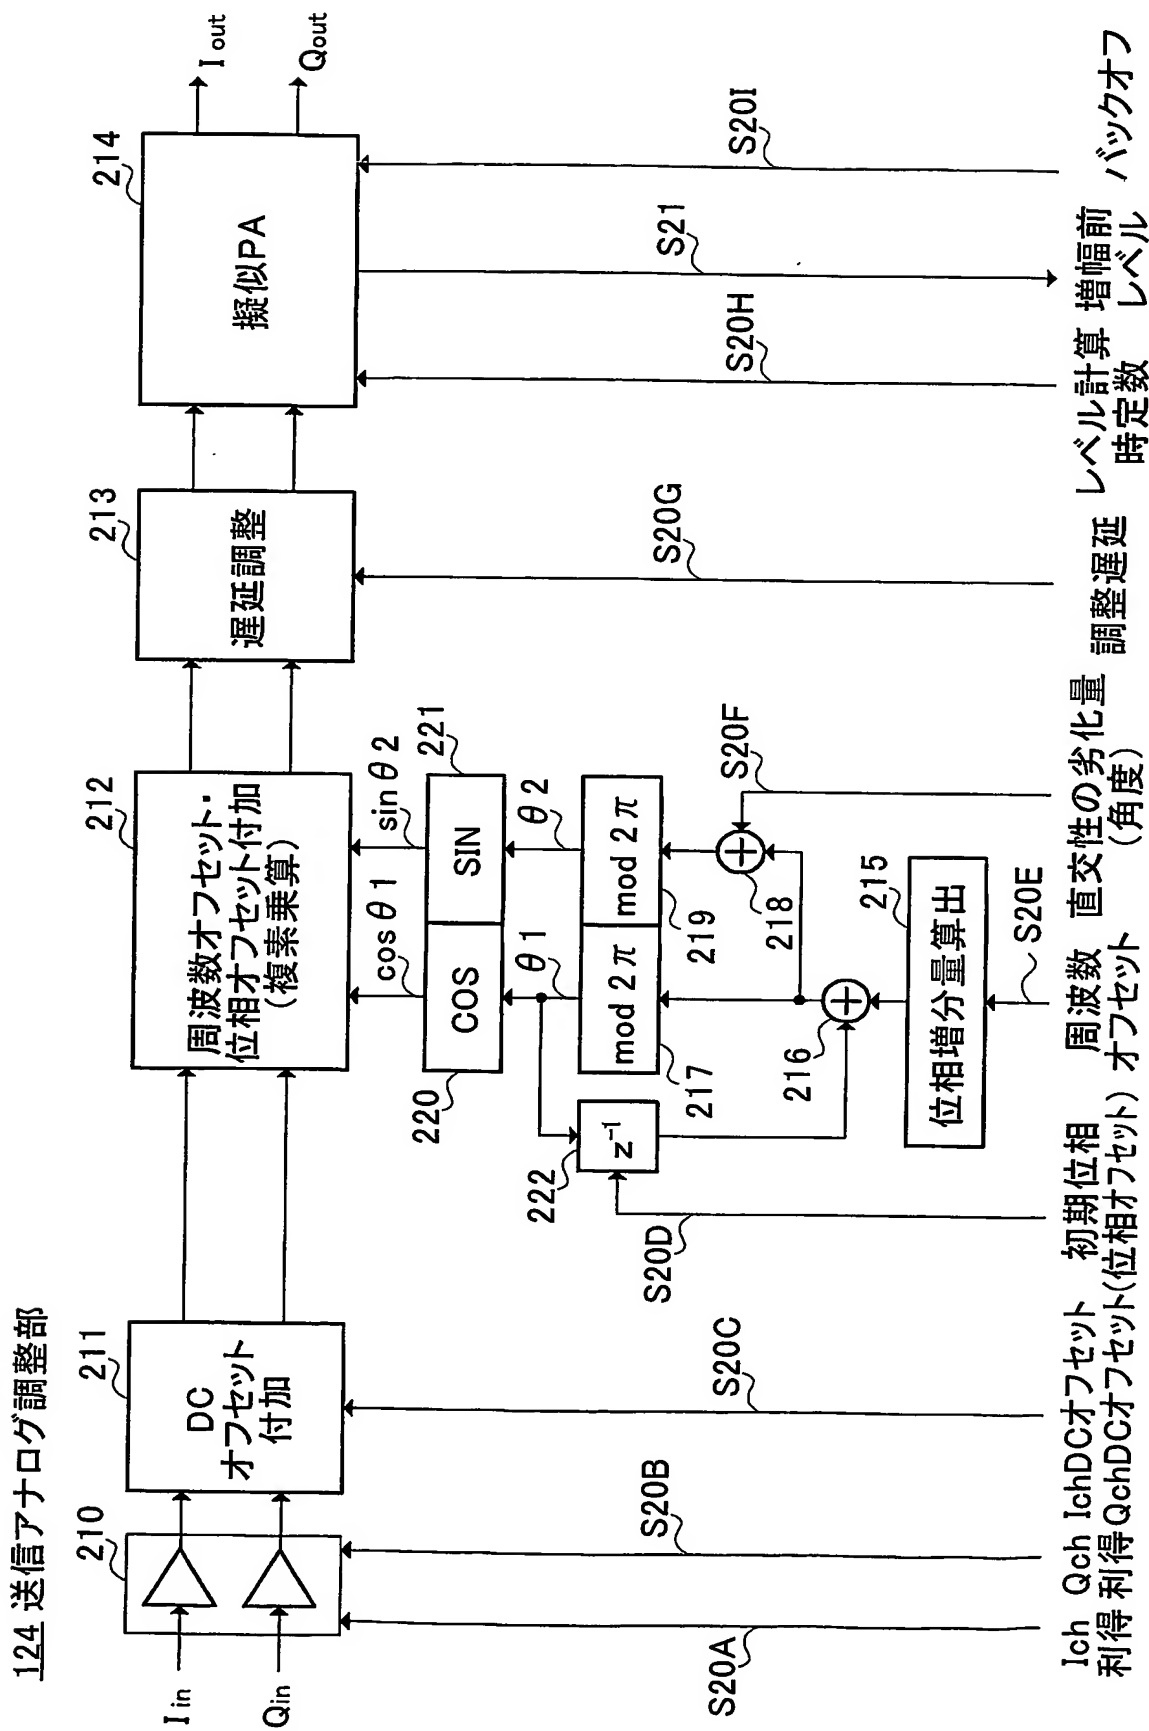 124 送信アナログ調整部
Iin
Qin
210
211
DC
オフセット
付加
212
周波数オフセット・
位相オフセット付加
(複素乗算)
213
遅延調整
214
擬似PA
Iout
Qout
cosθ1
sinθ2
220
COS
SIN
221
θ1
θ2
222
z⁻¹
mod 2π
mod 2π
217
219
216
218
215
位相増分量算出
S20A
S20B
S20C
S20D
S20E
S20F
S20G
S20H
S21
S20I
Ich
利得
Qch
利得
IchDCオフセット
QchDCオフセット
初期位相
(位相オフセット)
周波数
オフセット
直交性の劣化量
(角度)
調整遅延
レベル計算
時定数
増幅前
レベル
バックオフ